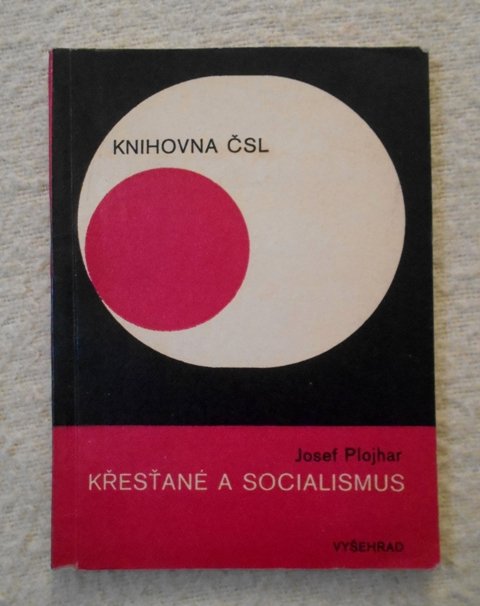 KNIHOVNA ČSL
Josef Plojhar
KŘESŤANÉ A SOCIALISMUS
VYŠEHRAD